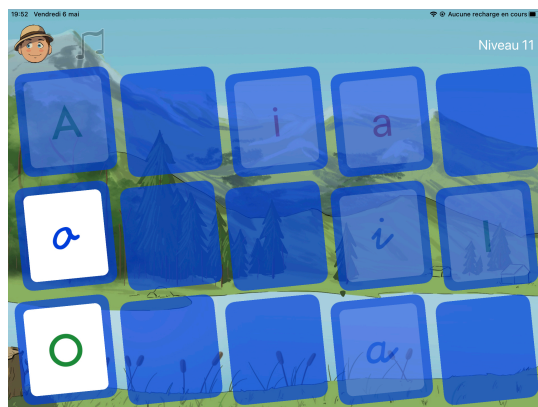 19:52 Vendredi 6 mai Aucune recharge en cours
Niveau 11
A i a
o i I
O a